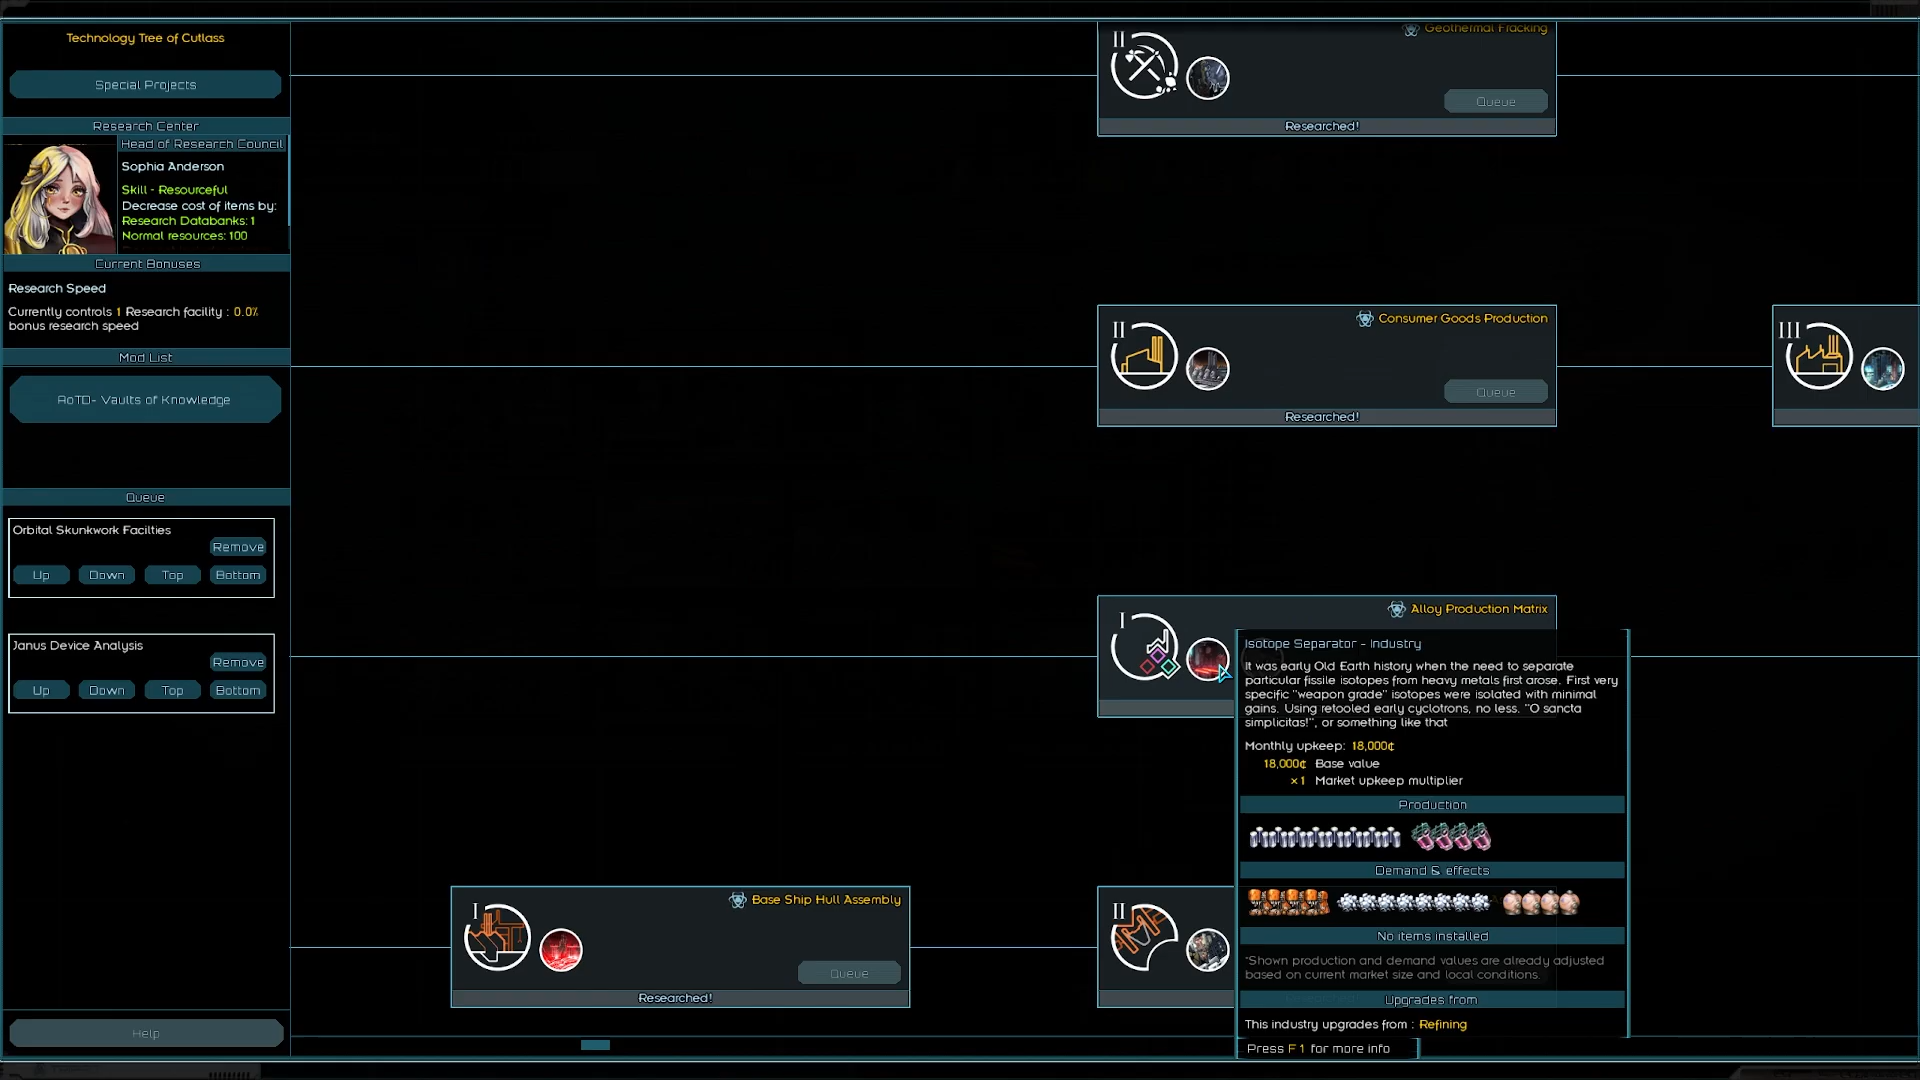 Technology Tree of Cutlass
Special Projects
Research Center
Head of Research Council
Sophia Anderson
Skill - Resourceful
Decrease cost of items by:
Research Databanks: 1
Normal resources: 100
Current Bonuses
Research Speed
Currently controls 1 Research facility : 0.0%
bonus research speed
Mod List
AoTD- Vaults of Knowledge
Queue
Orbital Skunkwork Facilties
Remove
Up Down Top Bottom
Janus Device Analysis
Remove
Up Down Top Bottom
Help
Geothermal Fracking
II
Queue
Researched!
Consumer Goods Production
II
Queue
Researched!
III
Alloy Production Matrix
I
Isotope Separator - Industry
It was early Old Earth history when the need to separate
particular fissile isotopes from heavy metals first arose. First very
specific "weapon grade" isotopes were isolated with minimal
gains. Using retooled early cyclotrons, no less. "O sancta
simplicitas!", or something like that
Monthly upkeep: 18,000¢
18,000¢ Base value
×1 Market upkeep multiplier
Production
Demand & effects
No items installed
*Shown production and demand values are already adjusted
based on current market size and local conditions.
Upgrades from
This industry upgrades from : Refining
Press F1 for more info
Base Ship Hull Assembly
I
Queue
Researched!
II